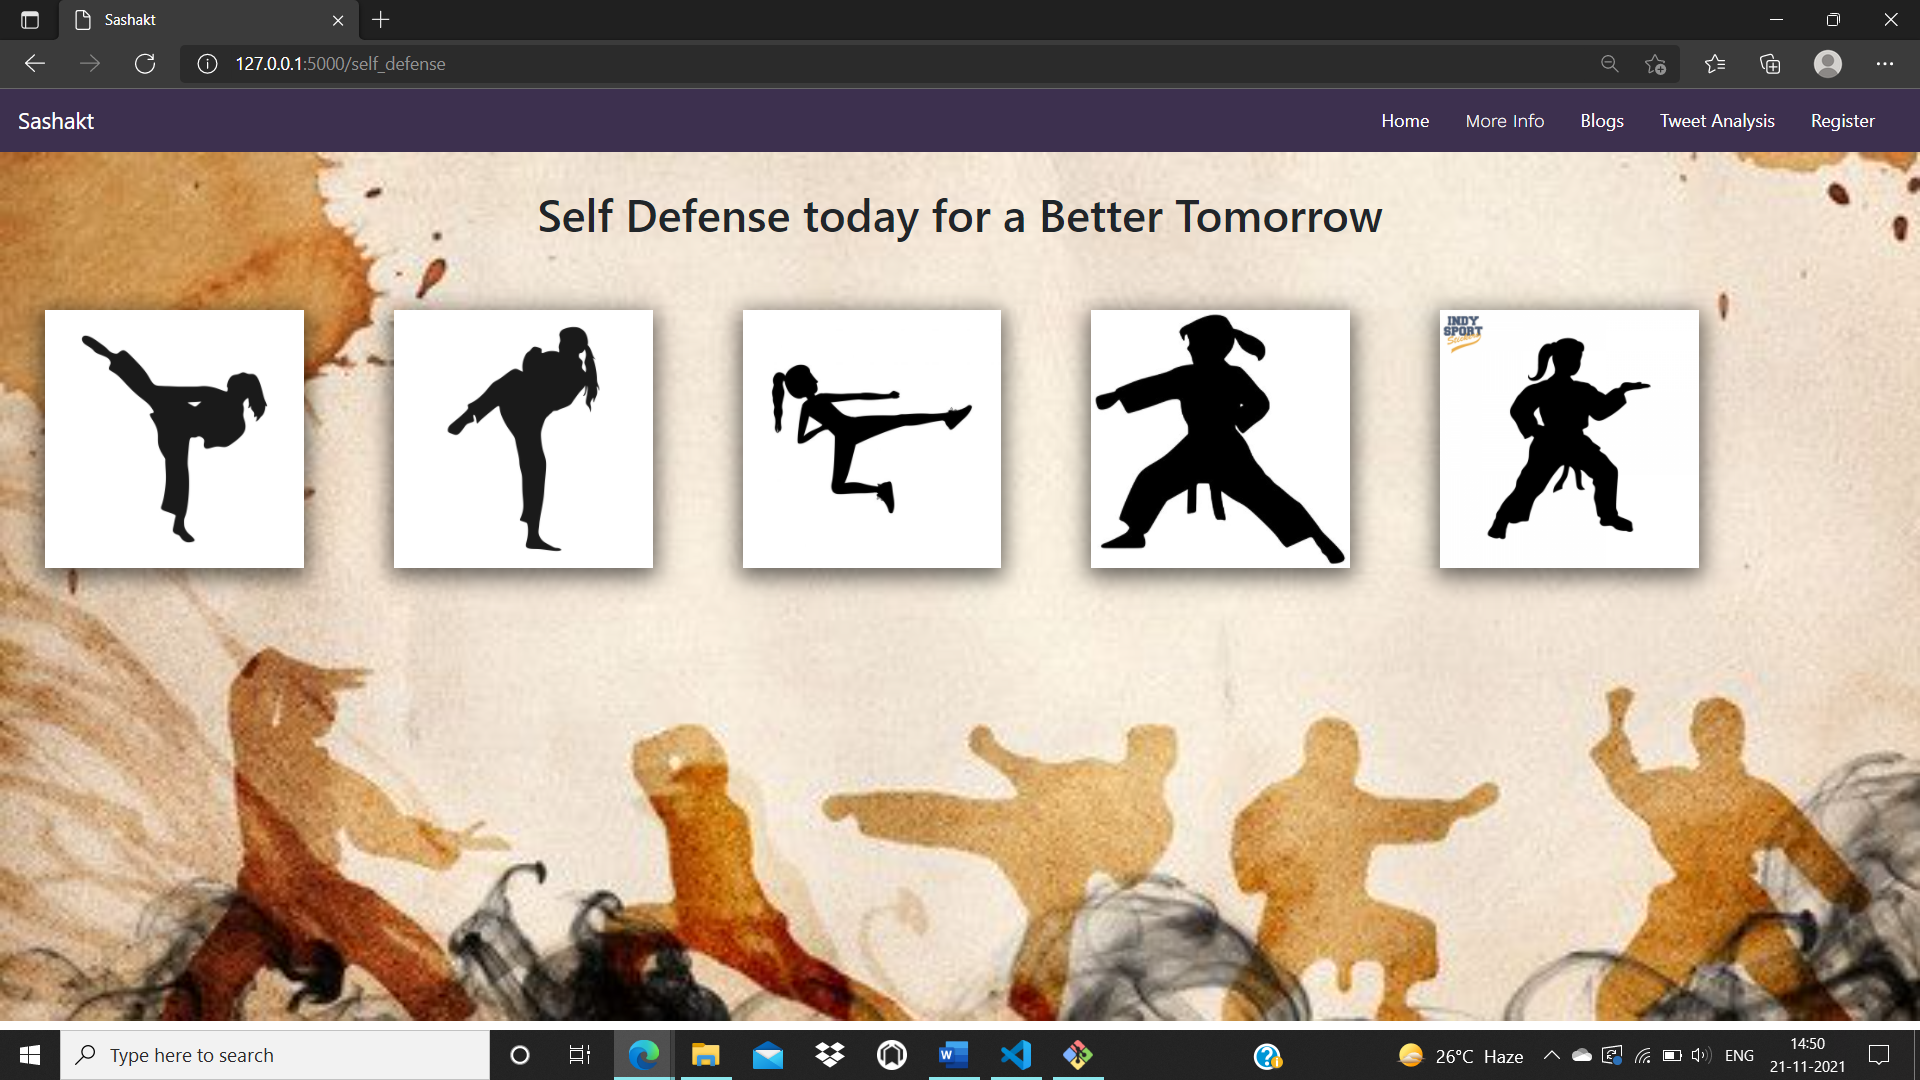 Sashakt
127.0.0.1:5000/self_defense
Sashakt
Home More Info Blogs Tweet Analysis Register
Self Defense today for a Better Tomorrow
INDY
SPORT
Type here to search
26°C Haze
ENG
14:50
21-11-2021